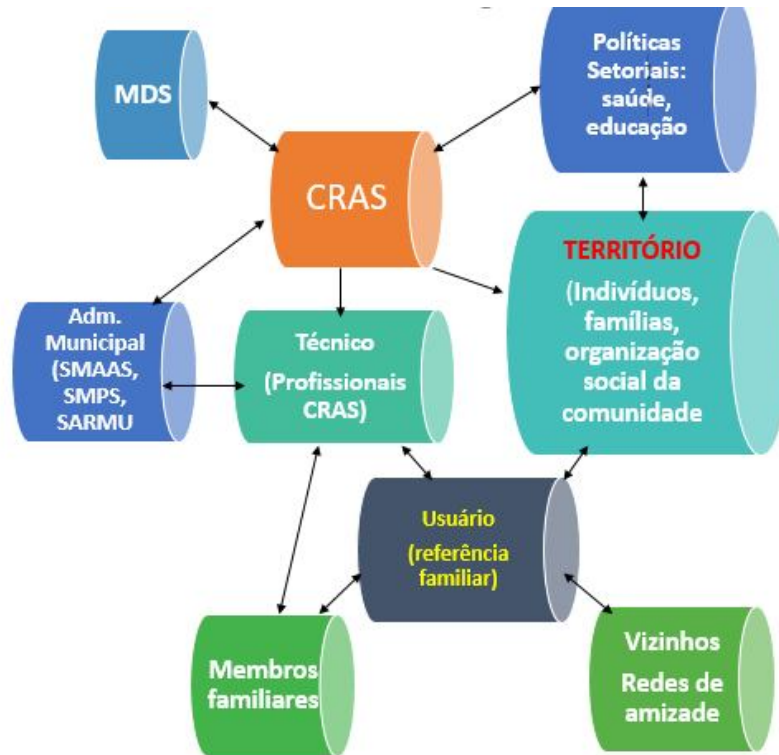 MDS
Políticas
Setoriais:
saúde,
educação
CRAS
TERRITÓRIO
(Indivíduos,
famílias,
organização
social da
comunidade
Adm.
Municipal
(SMAAS,
SMPS,
SARMU
Técnico
(Profissionais
CRAS)
Usuário
(referência
familiar)
Membros
familiares
Vizinhos
Redes de
amizade